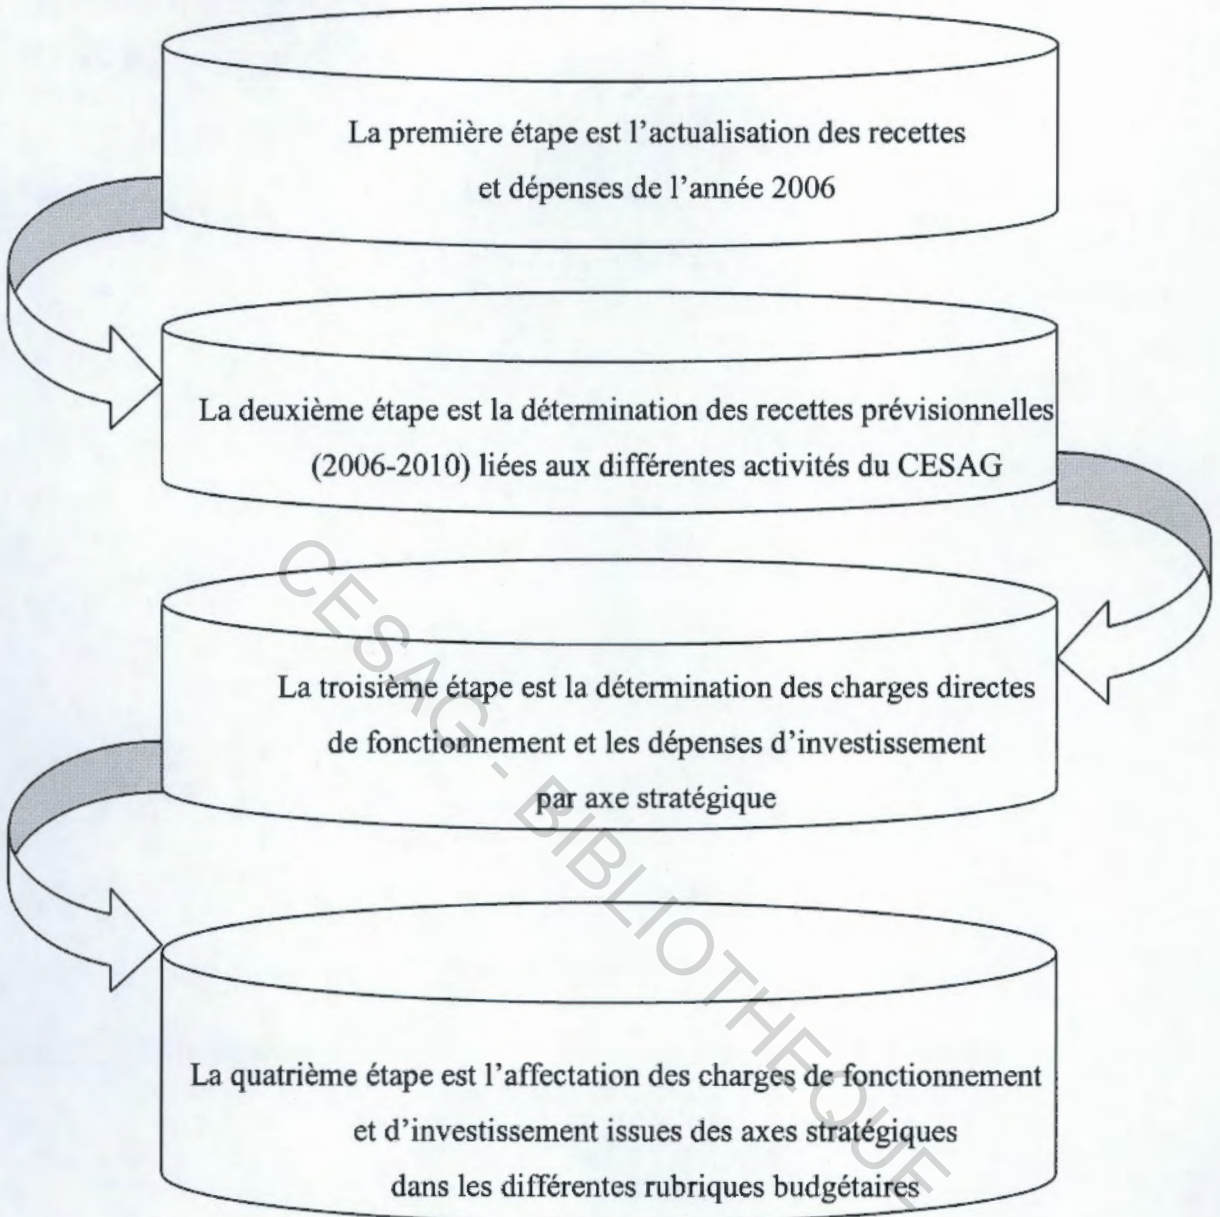 La première étape est l’actualisation des recettes
et dépenses de l’année 2006
La deuxième étape est la détermination des recettes prévisionnelles
(2006-2010) liées aux différentes activités du CESAG
La troisième étape est la détermination des charges directes
de fonctionnement et les dépenses d’investissement
par axe stratégique
La quatrième étape est l’affectation des charges de fonctionnement
et d’investissement issues des axes stratégiques
dans les différentes rubriques budgétaires
CESAG - BIBLIOTHEQUE